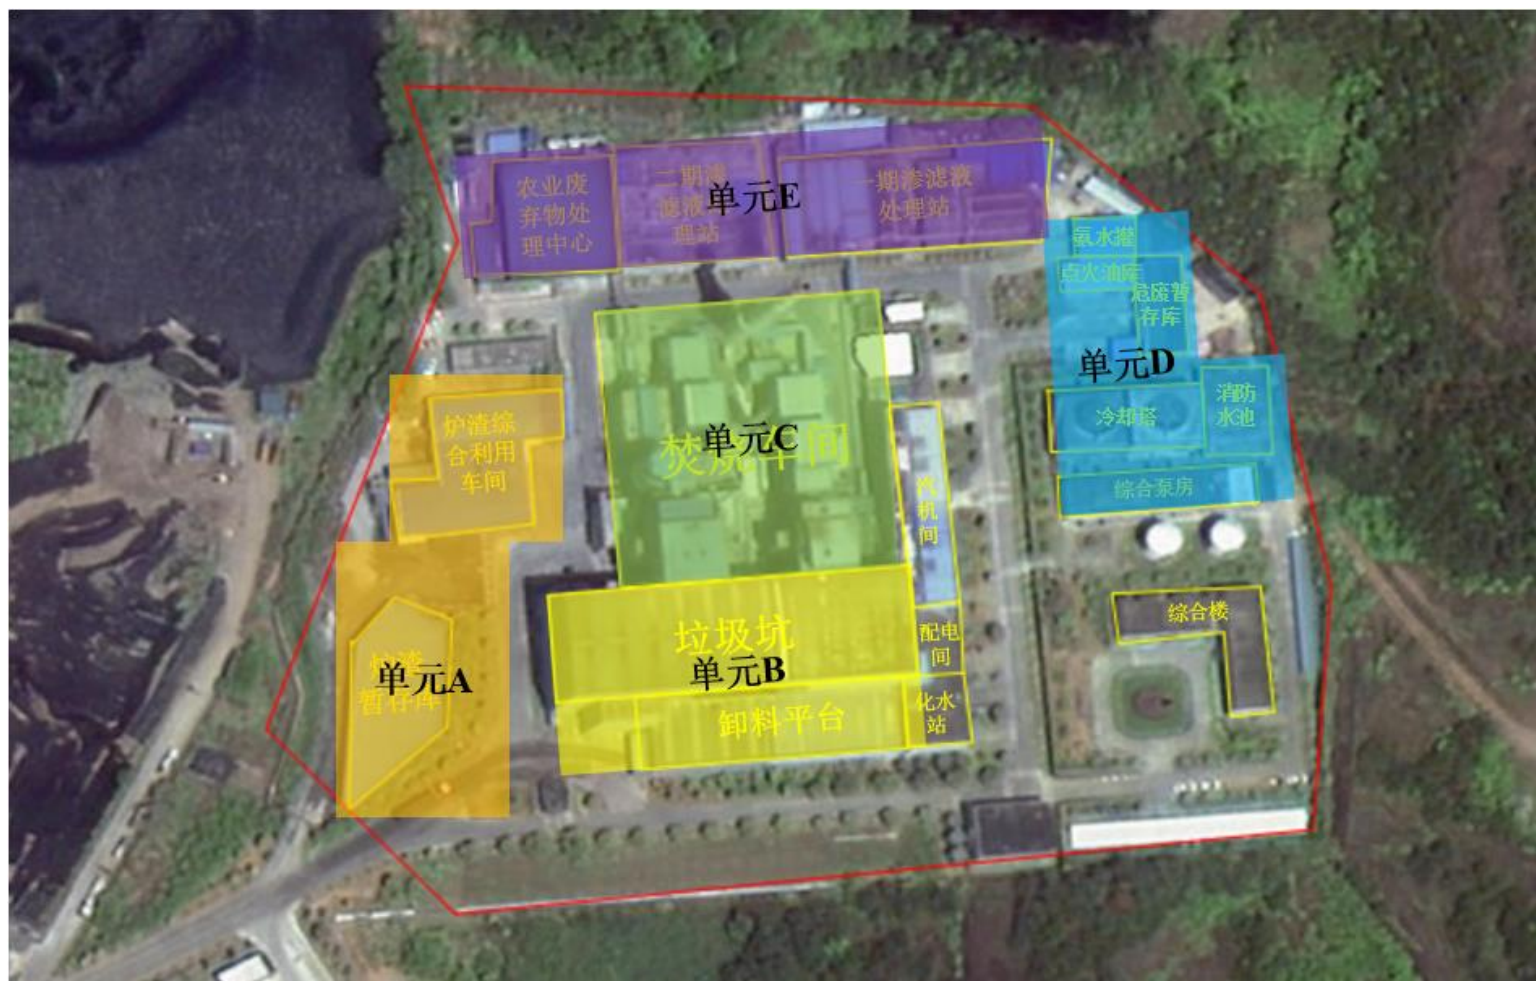 农业废
弃物处
理中心
二期渗
滤液
理站
单元E
一期渗滤液
处理站
氨水灌
点火油库
危废暂
存库
单元D
冷却塔
消防
水池
综合泵房
炉渣综
合利用
车间
单元C
焚烧车间
汽
机
间
垃圾坑
单元B
卸料平台
配电
间
化水
站
综合楼
炉渣
单元A
暂存库